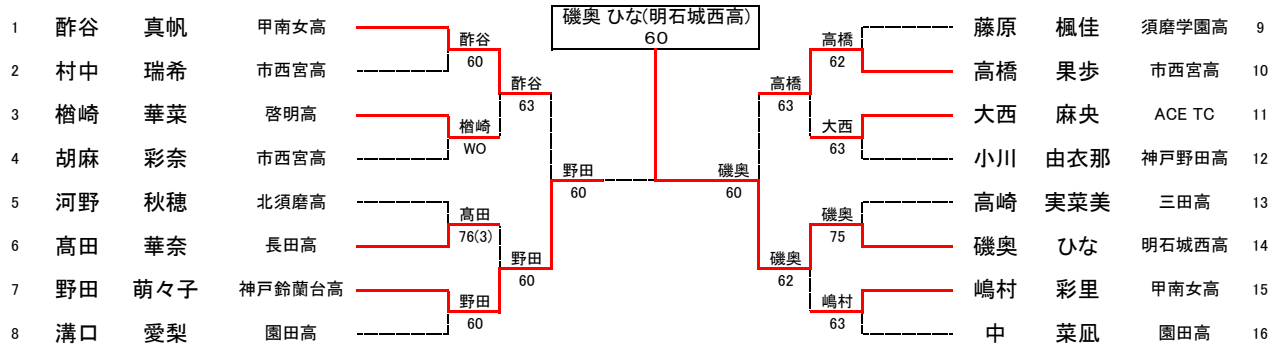 磯奥 ひな(明石城西高)
60
1 酢谷 真帆 甲南女高
2 村中 瑞希 市西宮高
3 楢崎 華菜 啓明高
4 胡麻 彩奈 市西宮高
5 河野 秋穂 北須磨高
6 髙田 華奈 長田高
7 野田 萌々子 神戸鈴蘭台高
8 溝口 愛梨 園田高
酢谷
60
楢崎
WO
髙田
76(3)
野田
60
酢谷
63
野田
60
野田
60
磯奥
60
高橋
63
磯奥
62
高橋
62
大西
63
磯奥
75
嶋村
63
藤原 楓佳 須磨学園高 9
高橋 果歩 市西宮高 10
大西 麻央 ACE TC 11
小川 由衣那 神戸野田高 12
高崎 実菜美 三田高 13
磯奥 ひな 明石城西高 14
嶋村 彩里 甲南女高 15
中 菜凪 園田高 16